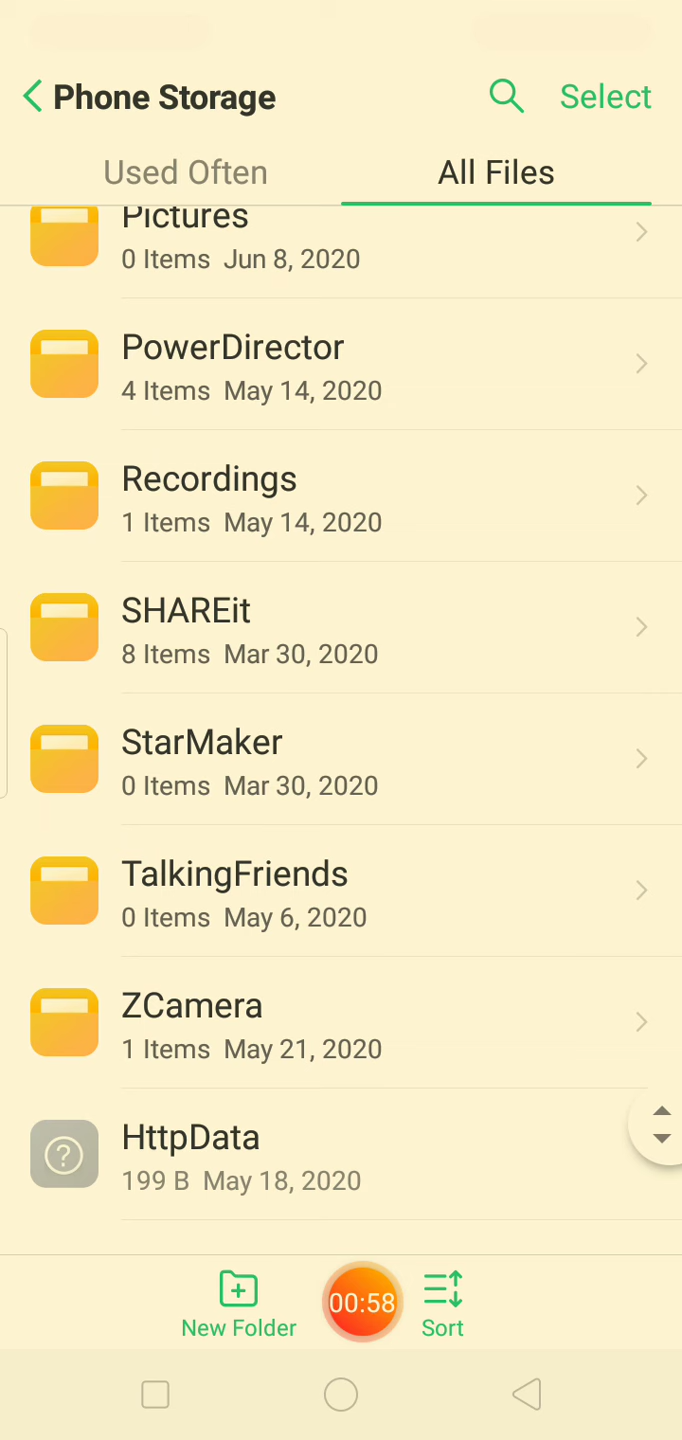 Phone Storage
Select
Used Often
All Files
Pictures
0 Items Jun 8, 2020
PowerDirector
4 Items May 14, 2020
Recordings
1 Items May 14, 2020
SHAREit
8 Items Mar 30, 2020
StarMaker
0 Items Mar 30, 2020
TalkingFriends
0 Items May 6, 2020
ZCamera
1 Items May 21, 2020
?
HttpData
199 B May 18, 2020
New Folder
00:58
Sort